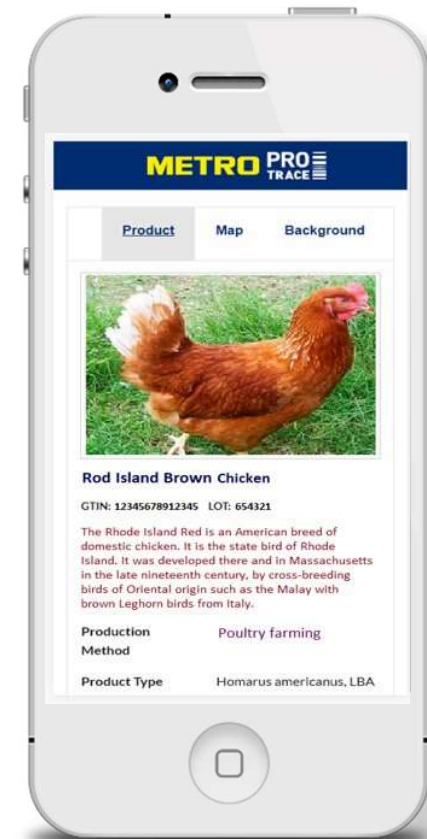 METRO PRO TRACE
Product Map Background
Rod Island Brown Chicken
GTIN: 12345678912345 LOT: 654321
The Rhode Island Red is an American breed of
domestic chicken. It is the state bird of Rhode
Island. It was developed there and in Massachusetts
in the late nineteenth century, by cross-breeding
birds of Oriental origin such as the Malay with
brown Leghorn birds from Italy.
Production Method
Poultry farming
Product Type Homarus americanus, LBA